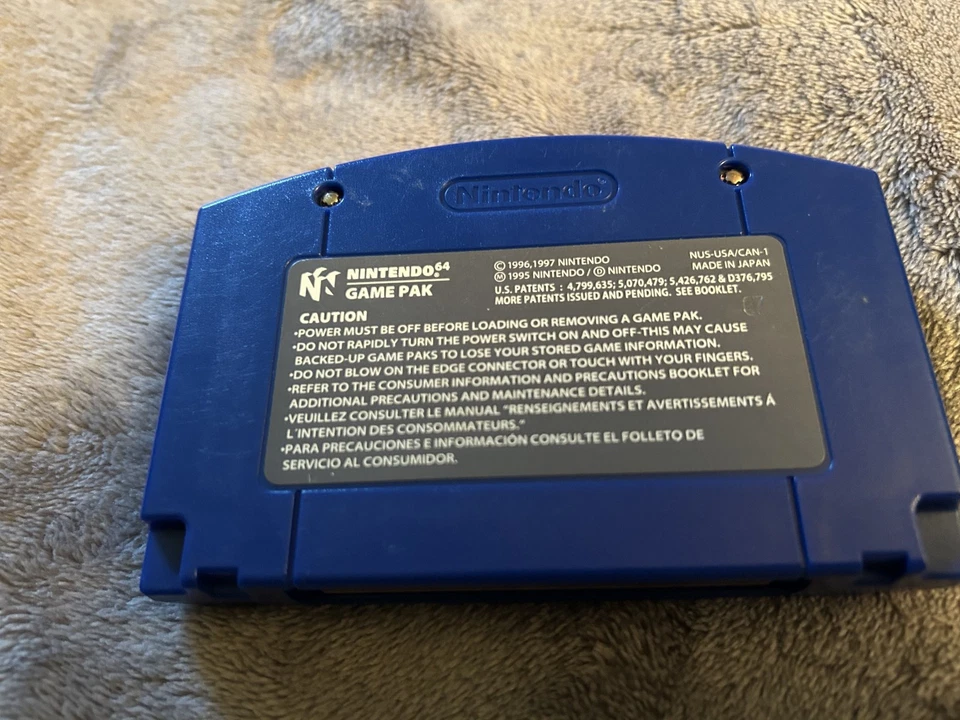 Nintendo
NINTENDO64
GAME PAK
©1996,1997 NINTENDO
Ⓜ1995 NINTENDO / Ⓓ NINTENDO
NUS-USA/CAN-1
MADE IN JAPAN
U.S. PATENTS : 4,799,635; 5,070,479; 5,426,762 & D376,795
MORE PATENTS ISSUED AND PENDING. SEE BOOKLET.
CAUTION
•POWER MUST BE OFF BEFORE LOADING OR REMOVING A GAME PAK.
•DO NOT RAPIDLY TURN THE POWER SWITCH ON AND OFF-THIS MAY CAUSE
BACKED-UP GAME PAKS TO LOSE YOUR STORED GAME INFORMATION.
•DO NOT BLOW ON THE EDGE CONNECTOR OR TOUCH WITH YOUR FINGERS.
•REFER TO THE CONSUMER INFORMATION AND PRECAUTIONS BOOKLET FOR
ADDITIONAL PRECAUTIONS AND MAINTENANCE DETAILS.
•VEUILLEZ CONSULTER LE MANUAL "RENSEIGNEMENTS ET AVERTISSEMENTS Á
L'INTENTION DES CONSOMMATEURS."
•PARA PRECAUCIONES E INFORMACIÓN CONSULTE EL FOLLETO DE
SERVICIO AL CONSUMIDOR.